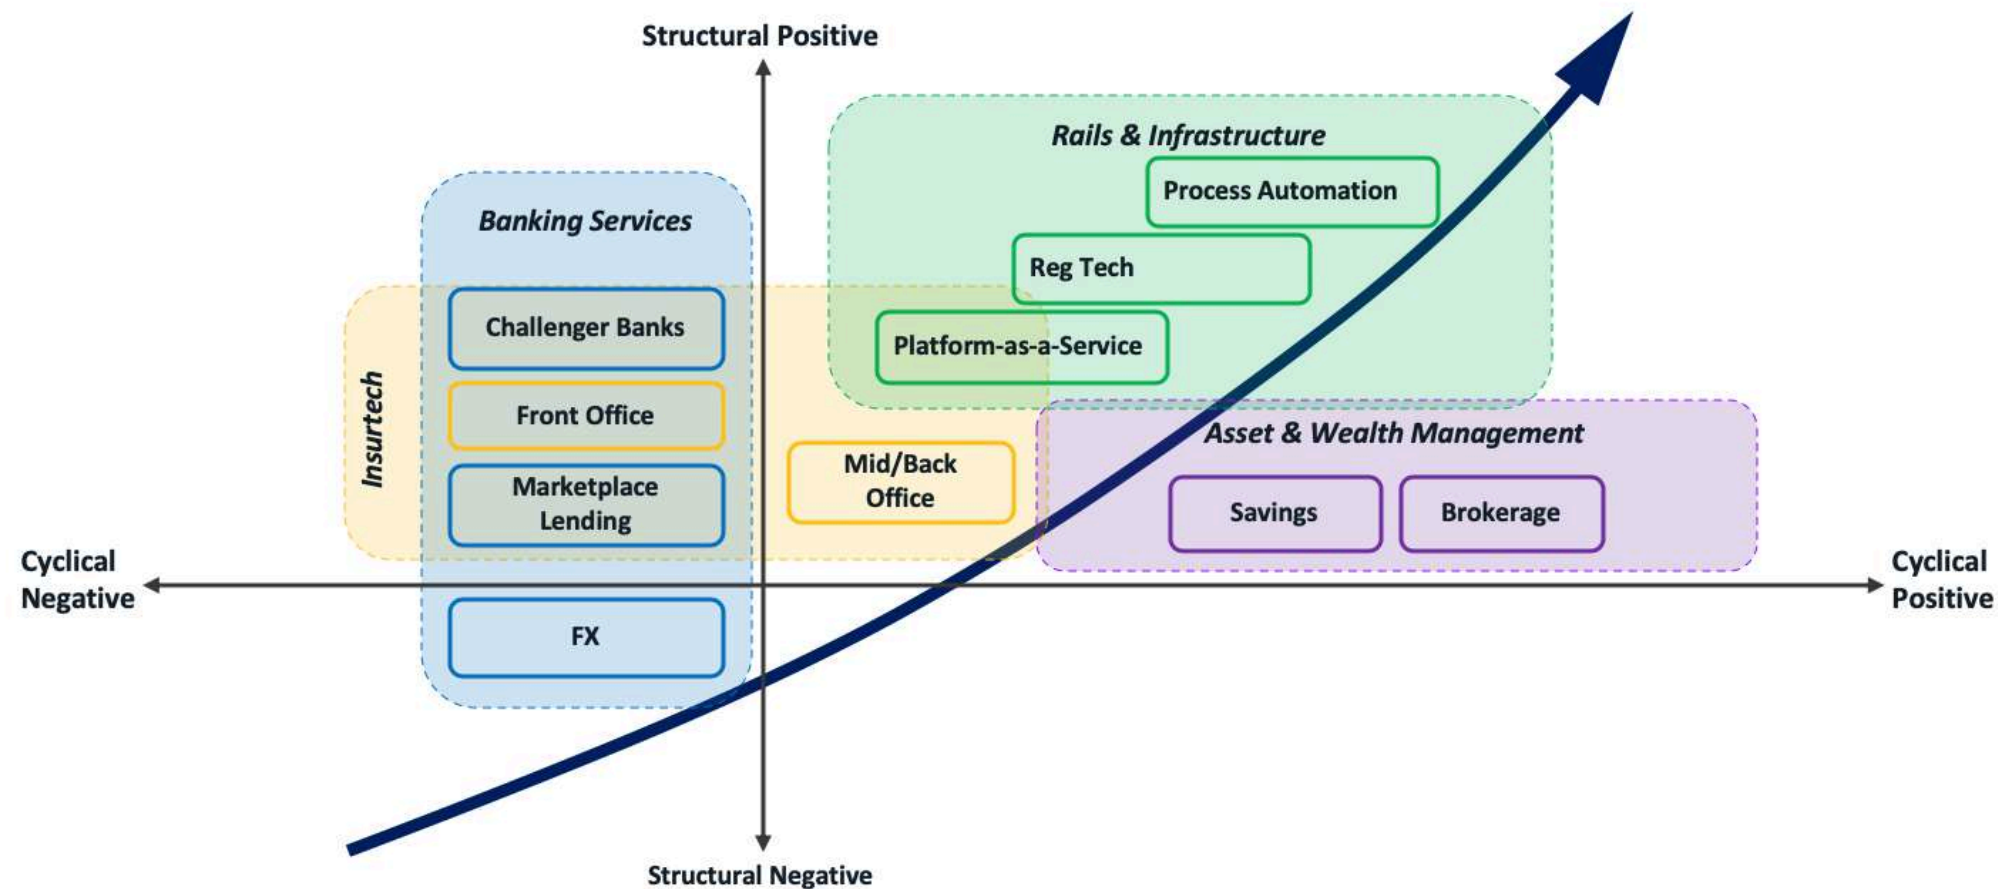 Structural Positive
Rails & Infrastructure
Process Automation
Banking Services
Reg Tech
Challenger Banks
Platform-as-a-Service
Insurtech
Front Office
Asset & Wealth Management
Mid/Back
Office
Marketplace
Lending
Savings
Brokerage
Cyclical
Negative
Cyclical
Positive
FX
Structural Negative